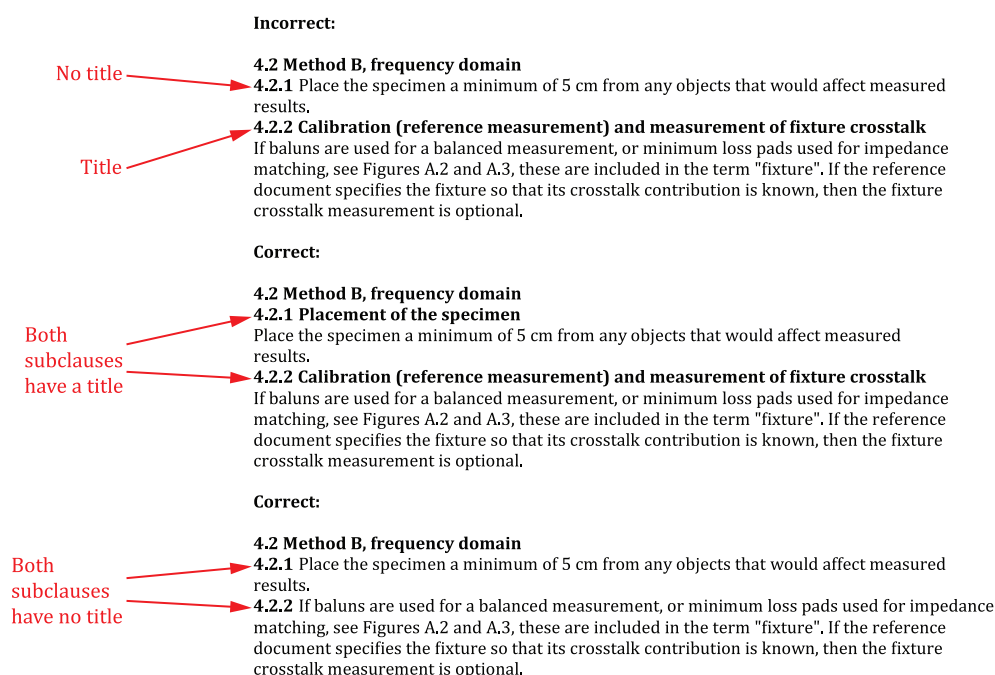 Incorrect:
4.2 Method B, frequency domain
No title
4.2.1 Place the specimen a minimum of 5 cm from any objects that would affect measured
results.
4.2.2 Calibration (reference measurement) and measurement of fixture crosstalk
Title
If baluns are used for a balanced measurement, or minimum loss pads used for impedance
matching, see Figures A.2 and A.3, these are included in the term "fixture". If the reference
document specifies the fixture so that its crosstalk contribution is known, then the fixture
crosstalk measurement is optional.
Correct:
4.2 Method B, frequency domain
4.2.1 Placement of the specimen
Both
subclauses
have a title
Place the specimen a minimum of 5 cm from any objects that would affect measured
results.
4.2.2 Calibration (reference measurement) and measurement of fixture crosstalk
If baluns are used for a balanced measurement, or minimum loss pads used for impedance
matching, see Figures A.2 and A.3, these are included in the term "fixture". If the reference
document specifies the fixture so that its crosstalk contribution is known, then the fixture
crosstalk measurement is optional.
Correct:
4.2 Method B, frequency domain
Both
subclauses
have no title
4.2.1 Place the specimen a minimum of 5 cm from any objects that would affect measured
results.
4.2.2 If baluns are used for a balanced measurement, or minimum loss pads used for impedance
matching, see Figures A.2 and A.3, these are included in the term "fixture". If the reference
document specifies the fixture so that its crosstalk contribution is known, then the fixture
crosstalk measurement is optional.